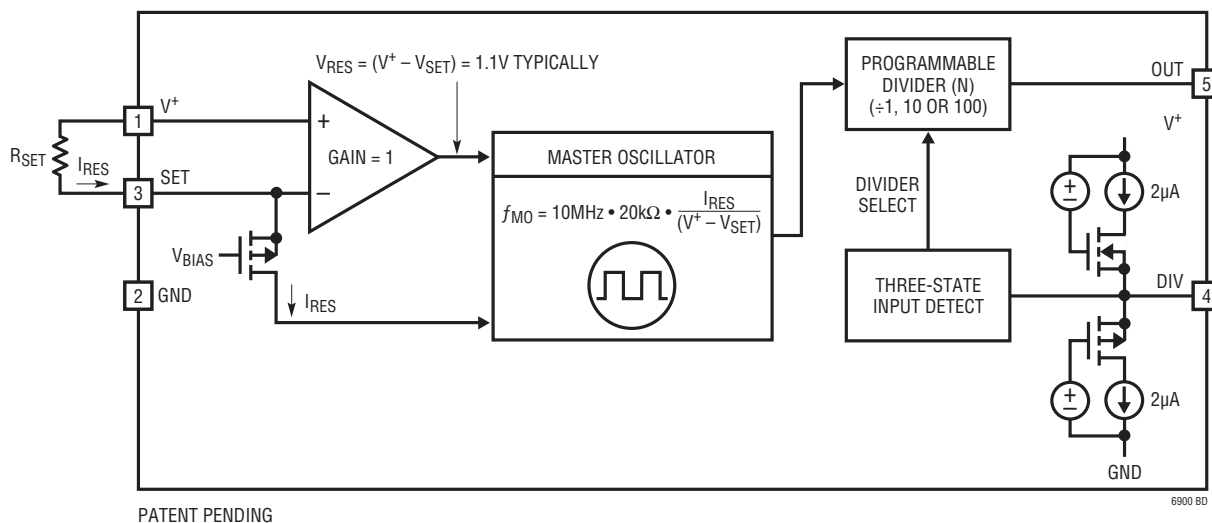 V_RES = (V⁺ – V_SET) = 1.1V TYPICALLY
1
V⁺
R_SET
I_RES
3
SET
+
GAIN = 1
–
V_BIAS
2
GND
I_RES
MASTER OSCILLATOR
ƒ_MO = 10MHz • 20kΩ • I_RES / (V⁺ – V_SET)
PROGRAMMABLE
DIVIDER (N)
(÷1, 10 OR 100)
OUT
5
DIVIDER
SELECT
THREE-STATE
INPUT DETECT
V⁺
+
–
2µA
DIV
4
+
–
2µA
GND
6900 BD
PATENT PENDING